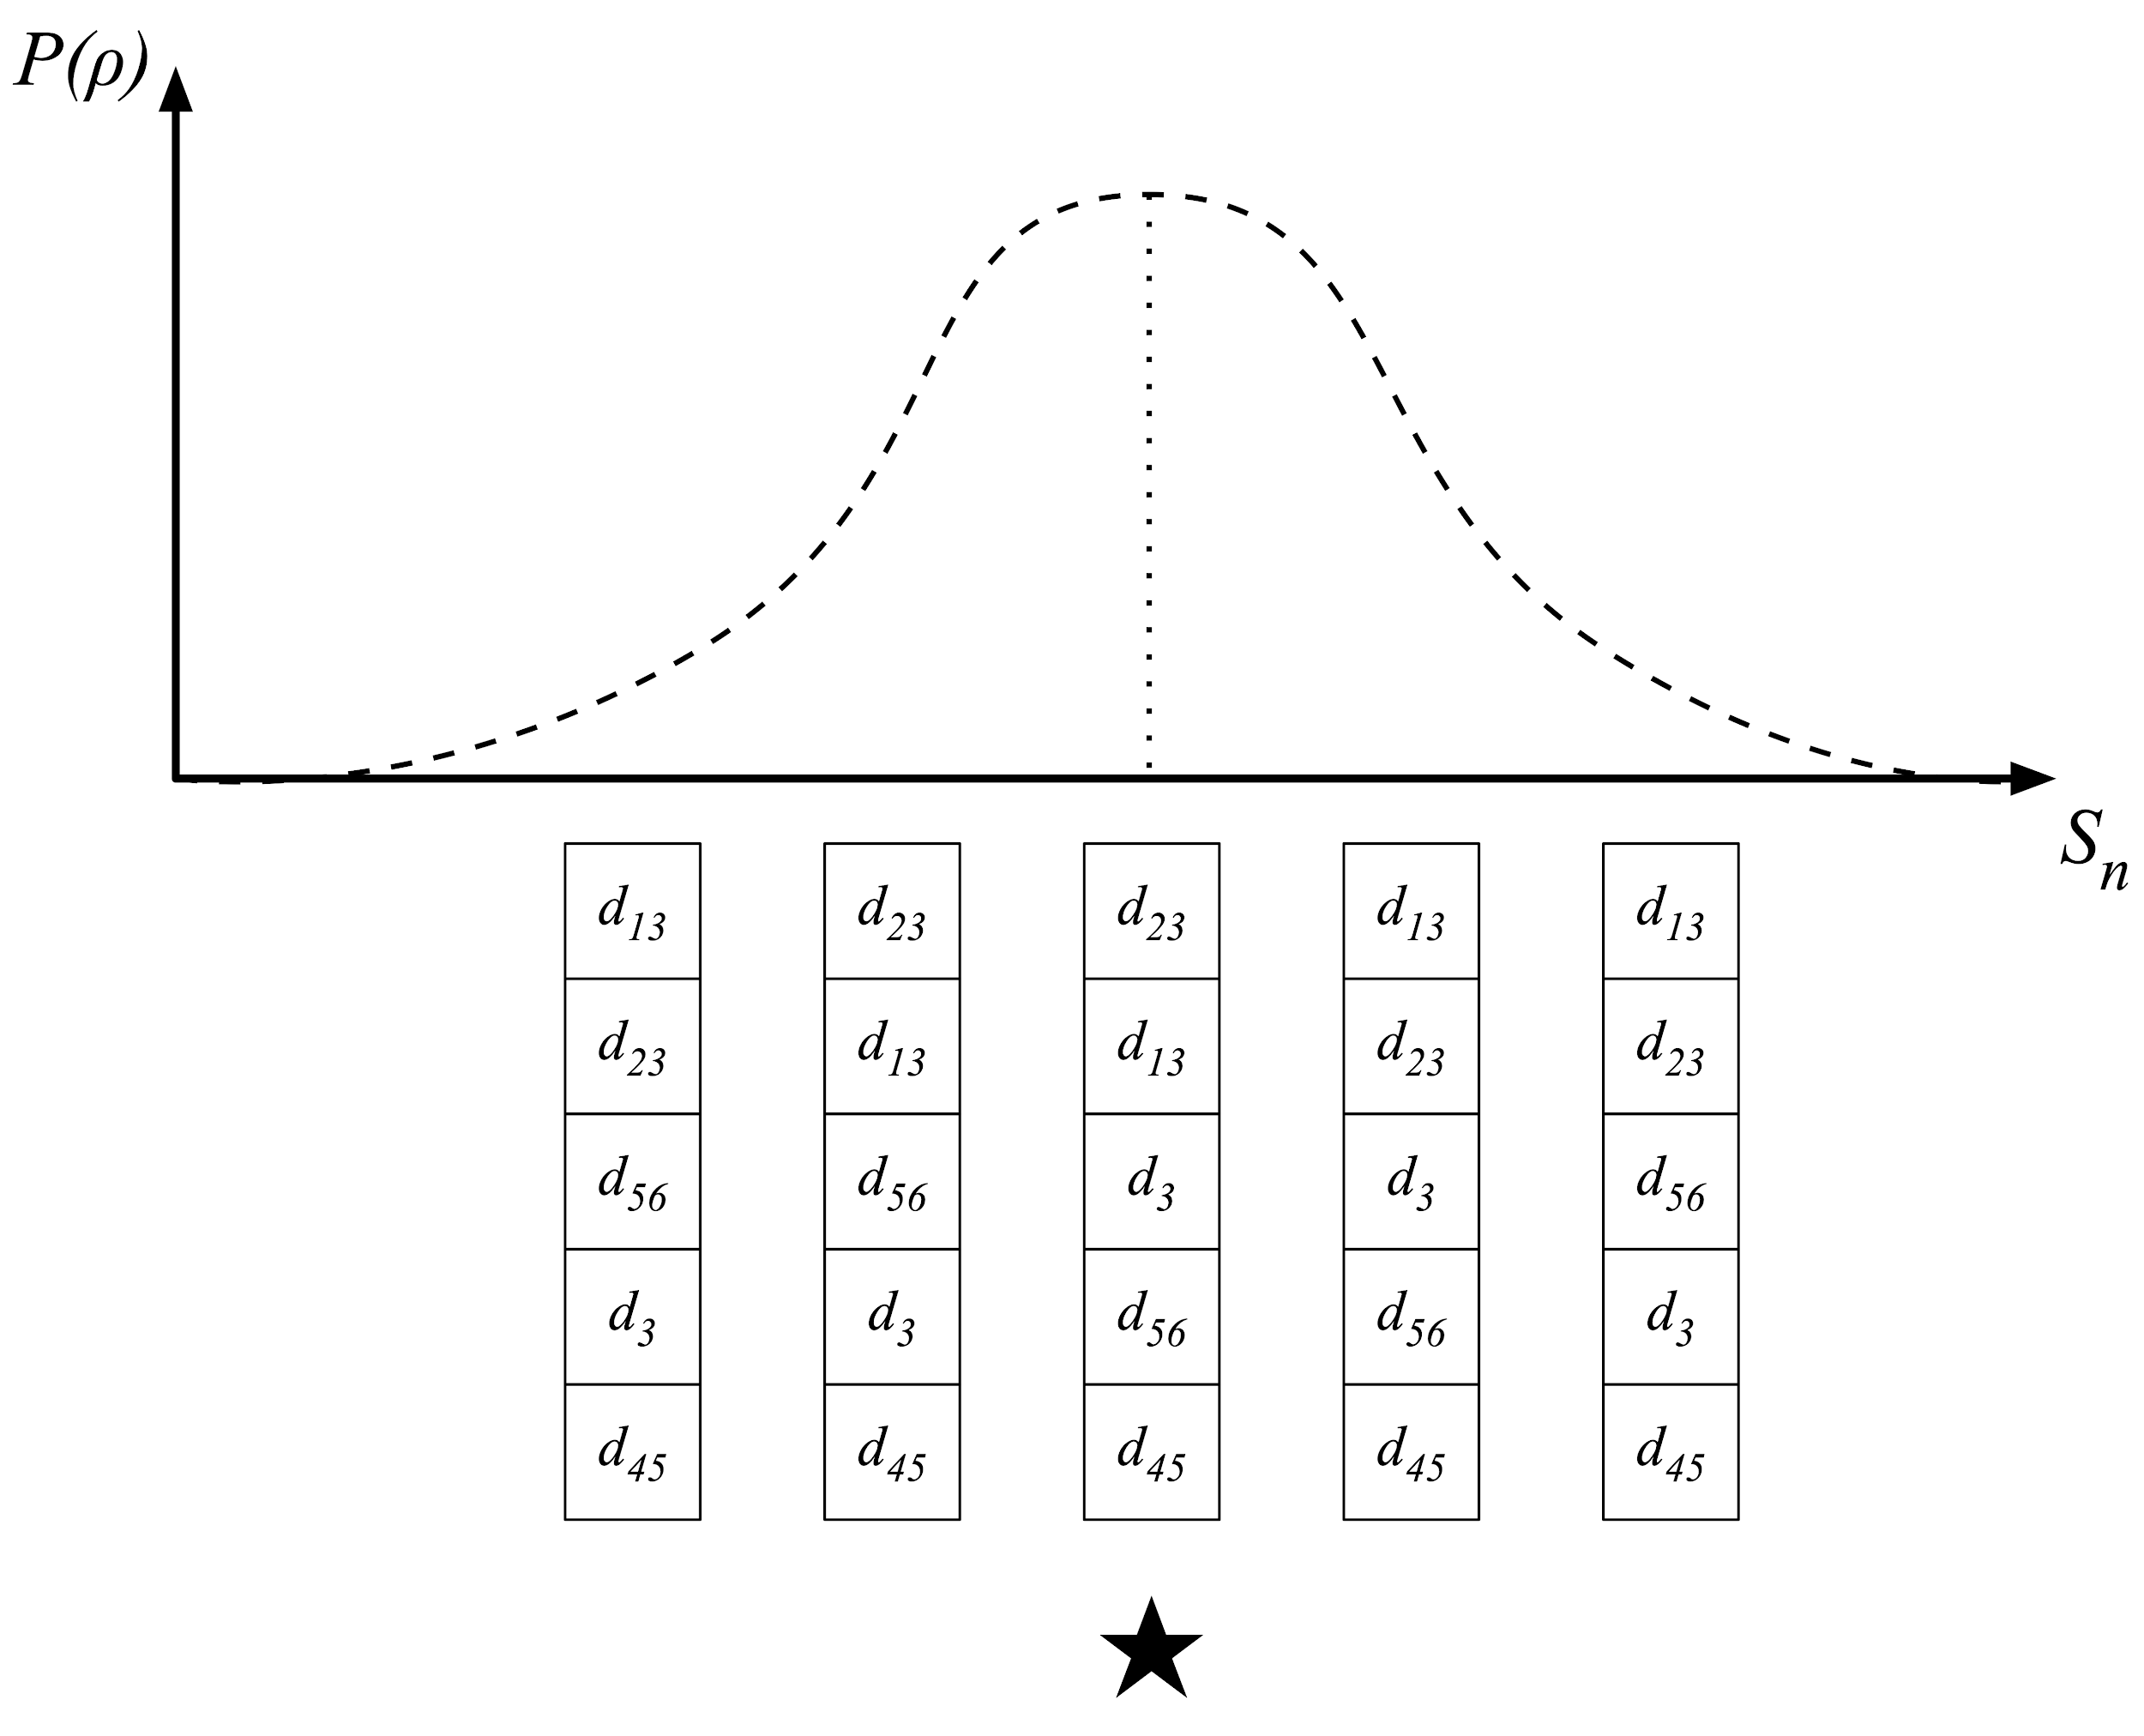 P(ρ)
S_n
d_13 d_23 d_23 d_13 d_13
d_23 d_13 d_13 d_23 d_23
d_56 d_56 d_3 d_3 d_56
d_3 d_3 d_56 d_56 d_3
d_45 d_45 d_45 d_45 d_45